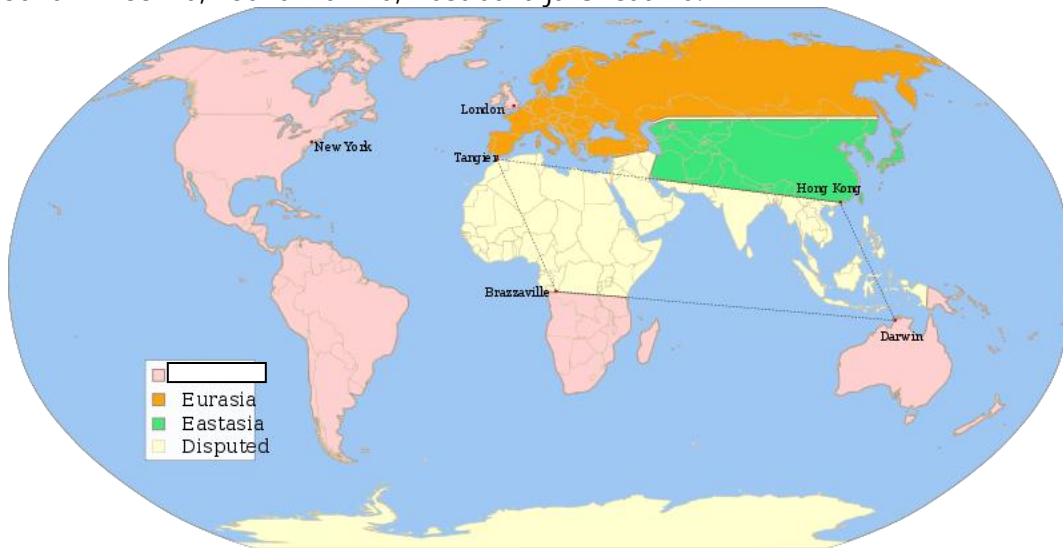 London
New York
Tangier
Hong Kong
Brazzaville
Darwin
Eurasia
Eastasia
Disputed